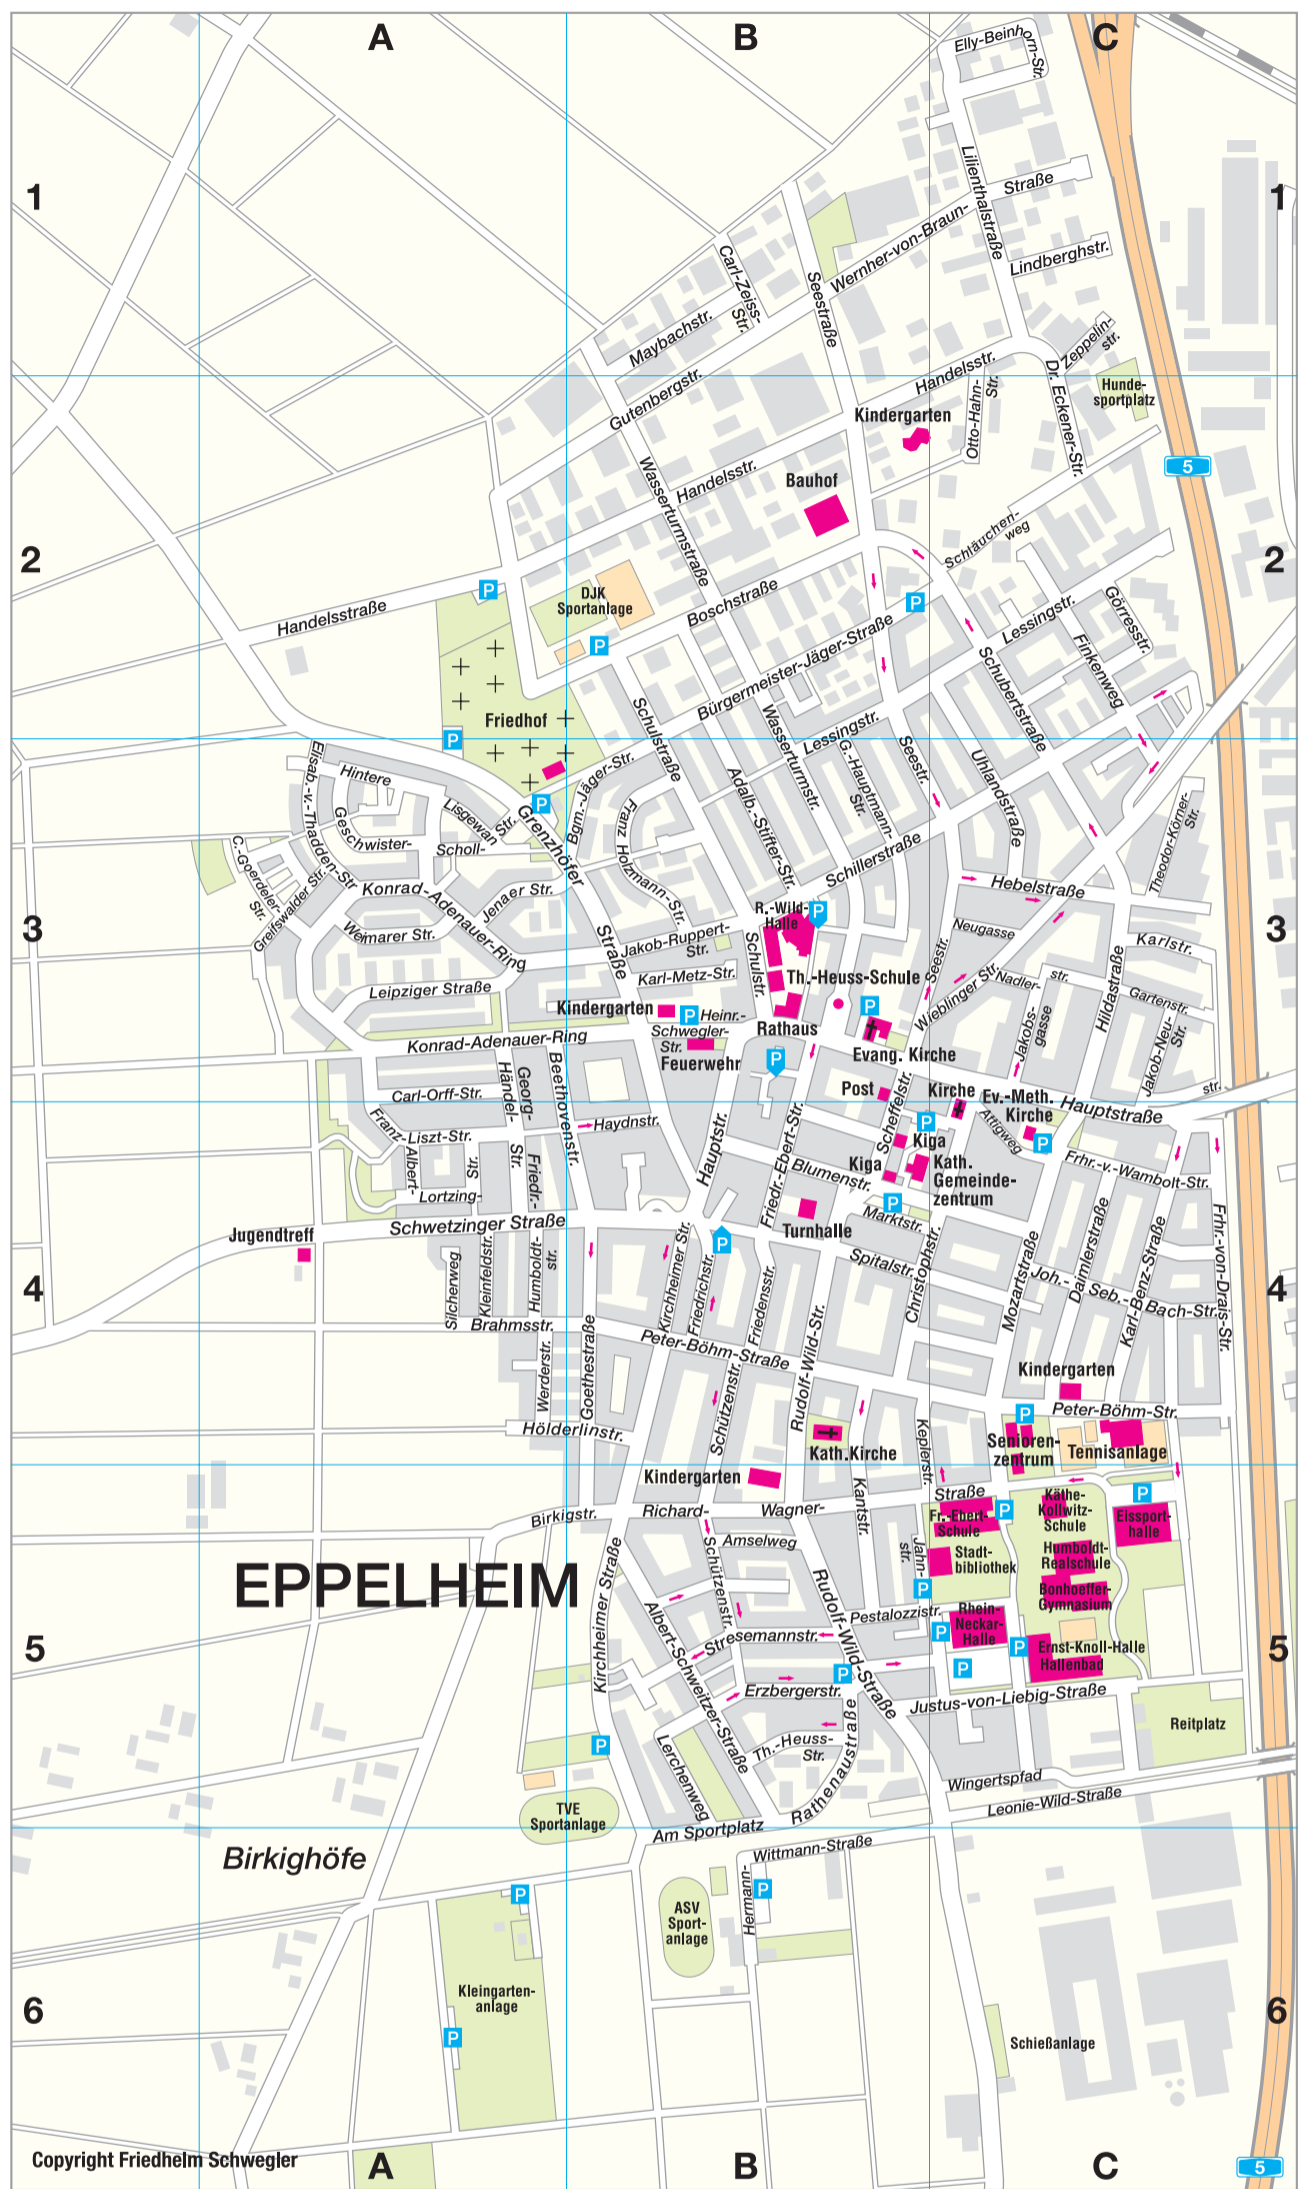 A
B
C
Elly-Beinhorn-Str.
1
1
Lilienthalstraße
Straße
Wernher-von-Braun-
Lindberghstr.
Carl-Zeiss-
Str.
Seestraße
Maybachstr.
Zeppelin-
str.
Handelsstr.
Dr. Eckener-Str.
Gutenbergstr.
Hunde-
sportplatz
Otto-Hahn-
Str.
Kindergarten
5
Wasserturmstraße
Handelsstr.
Bauhof
Schläuchen-
weg
2
2
P
DJK
Sportanlage
Handelsstraße
Boschstraße
P
Görresstr.
Lessingstr.
P
Bürgermeister-Jäger-Straße
Finkenweg
Schubertstraße
Friedhof
Schulstraße
Wasserturmstr.
Lessingstr.
P
Elisab.-v.-Thadden-Str
Hintere
Bgm.-Jäger-Str.
Adalb.-Stifter-Str.
G.-Hauptmann-
Str.
Seestr.
Uhlandstraße
P
Lisgewan
Str.
Geschwister-
Scholl-
Grenzhöfer
Straße
Franz
Holzmann-Str.
Schillerstraße
Theodor-Körner-
Str.
C.-Goerdeler-
Str.
Greifswalder Str.
Konrad-Adenauer-Ring
Jenaer Str.
Hebelstraße
Weimarer Str.
R.-Wild-
Halle
P
3
3
Neugasse
Jakob-Ruppert-
Str.
Schulstr.
Seestr.
Karlstr.
Karl-Metz-Str.
Th.-Heuss-Schule
Wieblinger Str.
Nadler-
str.
Leipziger Straße
Kindergarten
P
Heinr.-
Schwegler-
Str.
P
Rathaus
Gartenstr.
Hildastraße
Jakobs-
gasse
Jakob-Neu-
Str.
Konrad-Adenauer-Ring
Feuerwehr
P
Evang. Kirche
Post
Kirche
Ev.-Meth.
Kirche
Hauptstraße
str.
Carl-Orff-Str.
Händel-
Str.
Georg-
Friedr.-
Beethovenstr.
Haydnstr.
Franz-
Liszt-Str.
Albert-
Lortzing-
Str.
Hauptstr.
Friedr.-Ebert-Str.
Scheffelstr.
P
Kiga
Attigweg
P
Blumenstr.
Kiga
Kath.
Gemeinde-
zentrum
Frhr.-v.-Wambolt-Str.
P
Marktstr.
Schwetzinger Straße
Jugendtreff
Turnhalle
P
Frhr.-von-Drais-Str.
4
4
Silcherweg
Kleinfeldstr.
Humboldt-
str.
Kirchheimer Str.
Friedrichstr.
Friedensstr.
Spitalstr.
Christophstr.
Mozartstraße
Joh.-
Seb.-
Bach-Str.
Daimlerstraße
Karl-Benz-Straße
Brahmsstr.
Werderstr.
Goethestraße
Peter-Böhm-Straße
Rudolf-Wild-Str.
Schützenstr.
Kindergarten
Hölderlinstr.
P
Peter-Böhm-Str.
Keplerstr.
Kath.Kirche
Senioren-
zentrum
Tennisanlage
Kindergarten
Birkigstr.
Richard-
Wagner-
Straße
Kantstr.
P
P
Fr.-Ebert-
Schule
Käthe-
Kollwitz-
Schule
Eissport-
halle
Amselweg
Jahn-
str.
Stadt-
bibliothek
Humboldt-
Realschule
EPPELHEIM
Kirchheimer Straße
Schützenstr.
P
Bonhoeffer-
Gymnasium
Rudolf-Wild-Straße
Albert-Schweitzer-Straße
Pestalozzistr.
P
Rhein-
Neckar-
Halle
Stresemannstr.
P
Ernst-Knoll-Halle
Hallenbad
5
5
P
P
Erzbergerstr.
Justus-von-Liebig-Straße
Reitplatz
P
Lerchenweg
Th.-Heuss-
Str.
Rathenaustraße
Wingertspfad
Leonie-Wild-Straße
TVE
Sportanlage
Am Sportplatz
Wittmann-Straße
Birkighöfe
P
P
Hermann-
ASV
Sport-
anlage
Kleingarten-
anlage
6
6
P
Schießanlage
Copyright Friedhelm Schwegler
A
B
C
5